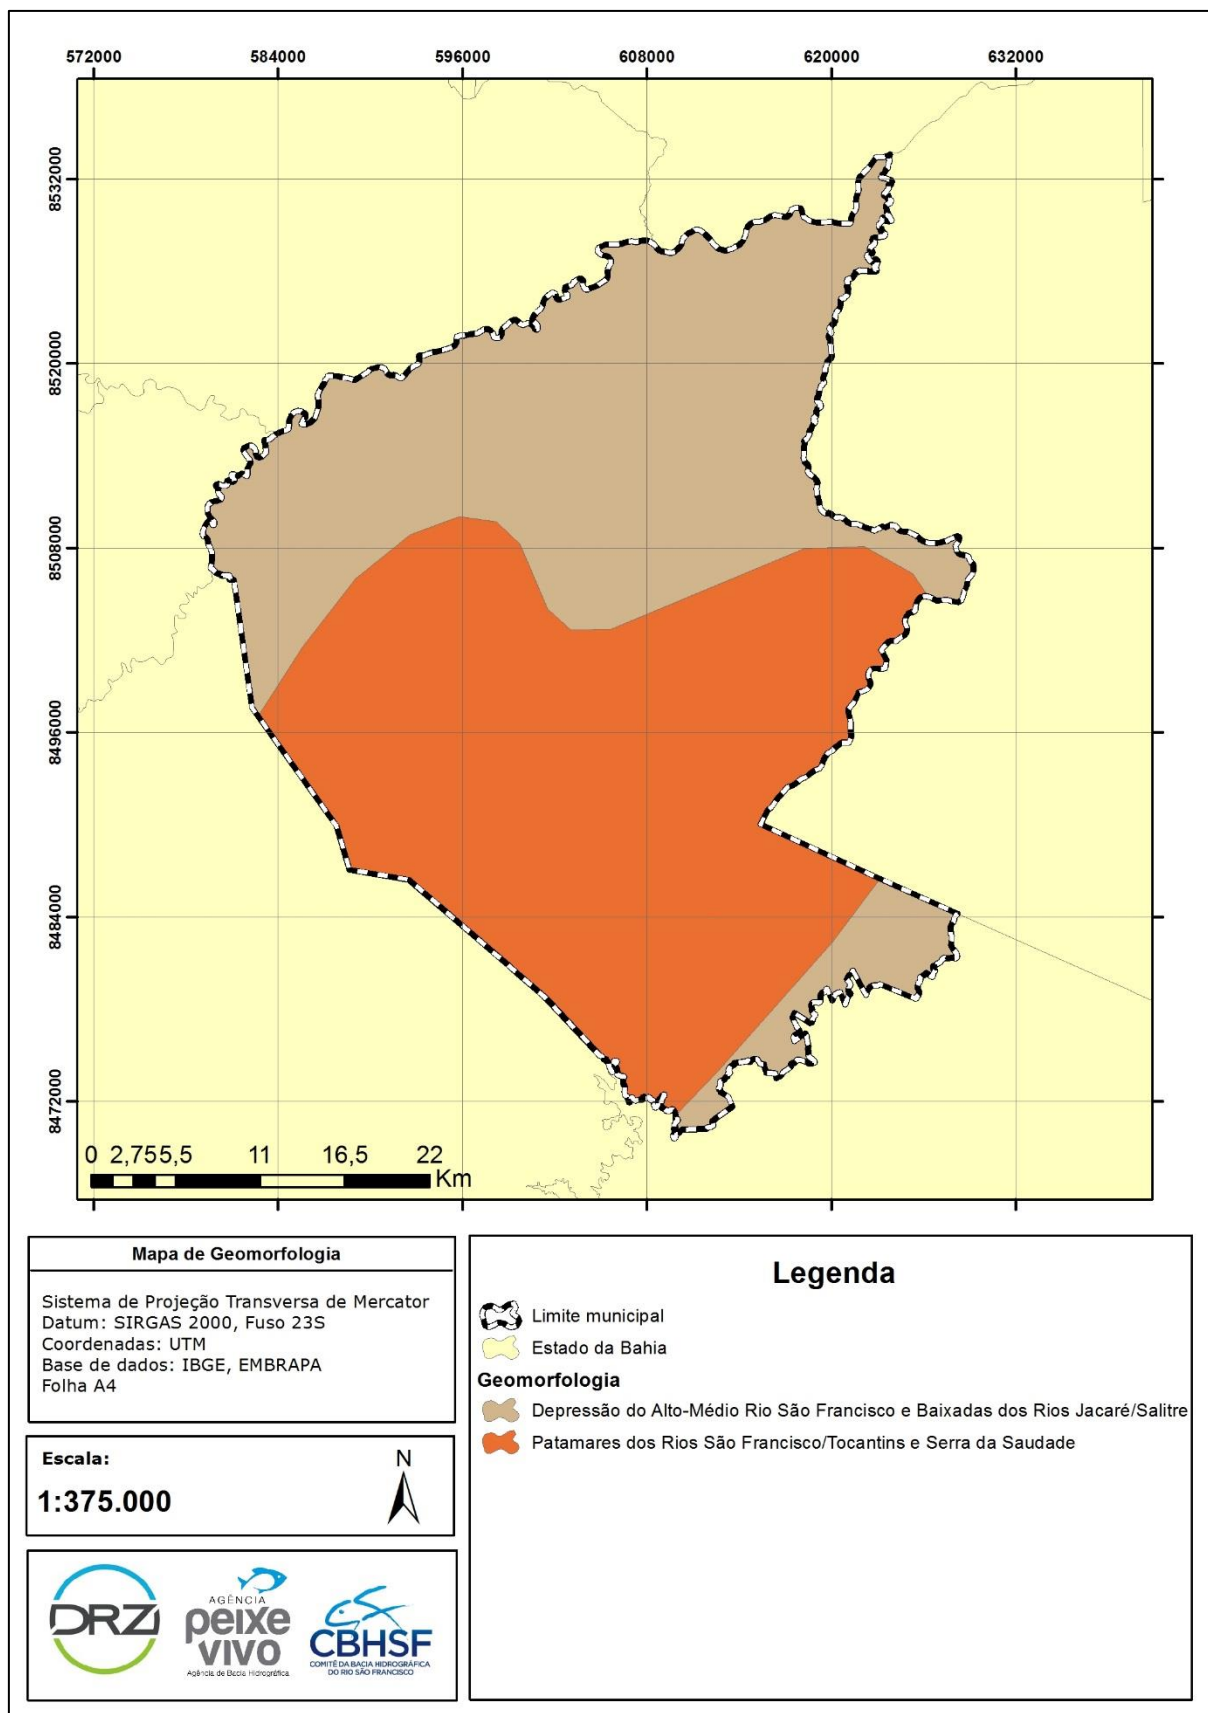 572000 584000 596000 608000 620000 632000
8532000
8520000
8508000
8496000
8484000
8472000
0 2,75 5,5 11 16,5 22
Km
Mapa de Geomorfologia
Sistema de Projeção Transversa de Mercator
Datum: SIRGAS 2000, Fuso 23S
Coordenadas: UTM
Base de dados: IBGE, EMBRAPA
Folha A4
Escala:
1:375.000
N
Legenda
Limite municipal
Estado da Bahia
Geomorfologia
Depressão do Alto-Médio Rio São Francisco e Baixadas dos Rios Jacaré/Salitre
Patamares dos Rios São Francisco/Tocantins e Serra da Saudade
DRZ
AGÊNCIA
peixe
vivo
Agência de Bacia Hidrográfica
CBHSF
COMITÊ DA BACIA HIDROGRÁFICA
DO RIO SÃO FRANCISCO